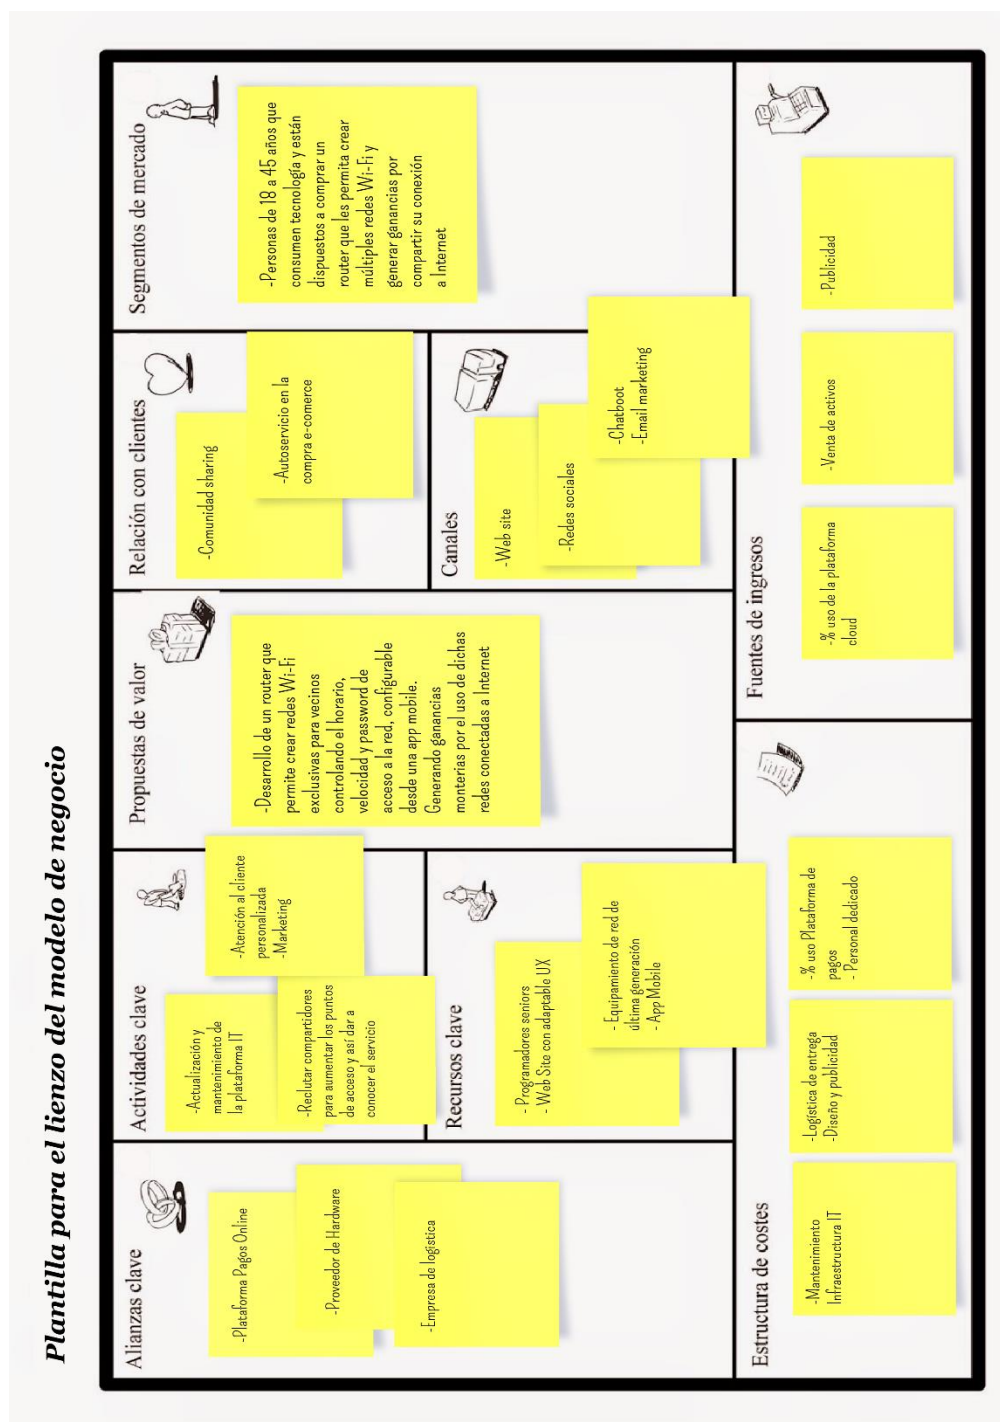 Plantilla para el lienzo del modelo de negocio
Alianzas clave
-Plataforma Pagos Online
-Proveedor de Hardware
-Empresa de logística
Actividades clave
-Actualización y
mantenimiento de
la plataforma IT
-Reclutar compartidores
para aumentar los puntos
de acceso y así dar a
conocer el servicio
-Atención al cliente
personalizada
-Marketing
Recursos clave
- Programadores seniors
- Web Site con adaptable UX
- Equipamiento de red de
última generación
- App Mobile
Propuestas de valor
-Desarrollo de un router que
permite crear redes Wi-Fi
exclusivas para vecinos
controlando el horario,
velocidad y password de
acceso a la red, configurable
desde una app mobile.
Generando ganancias
monterias por el uso de dichas
redes conectadas a Internet
Relación con clientes
-Comunidad sharing
-Autoservicio en la
compra e-comerce
Canales
-Web site
-Redes sociales
-Chatboot
-Email marketing
Segmentos de mercado
-Personas de 18 a 45 años que
consumen tecnología y están
dispuestos a comprar un
router que les permita crear
múltiples redes Wi-Fi y
generar ganancias por
compartir su conexión
a Internet
Estructura de costes
-Mantenimiento
Infraestructura IT
-Logística de entrega
-Diseño y publicidad
-% uso Plataforma de
pagos
- Personal dedicado
Fuentes de ingresos
-% uso de la plataforma
cloud
-Venta de activos
-Publicidad